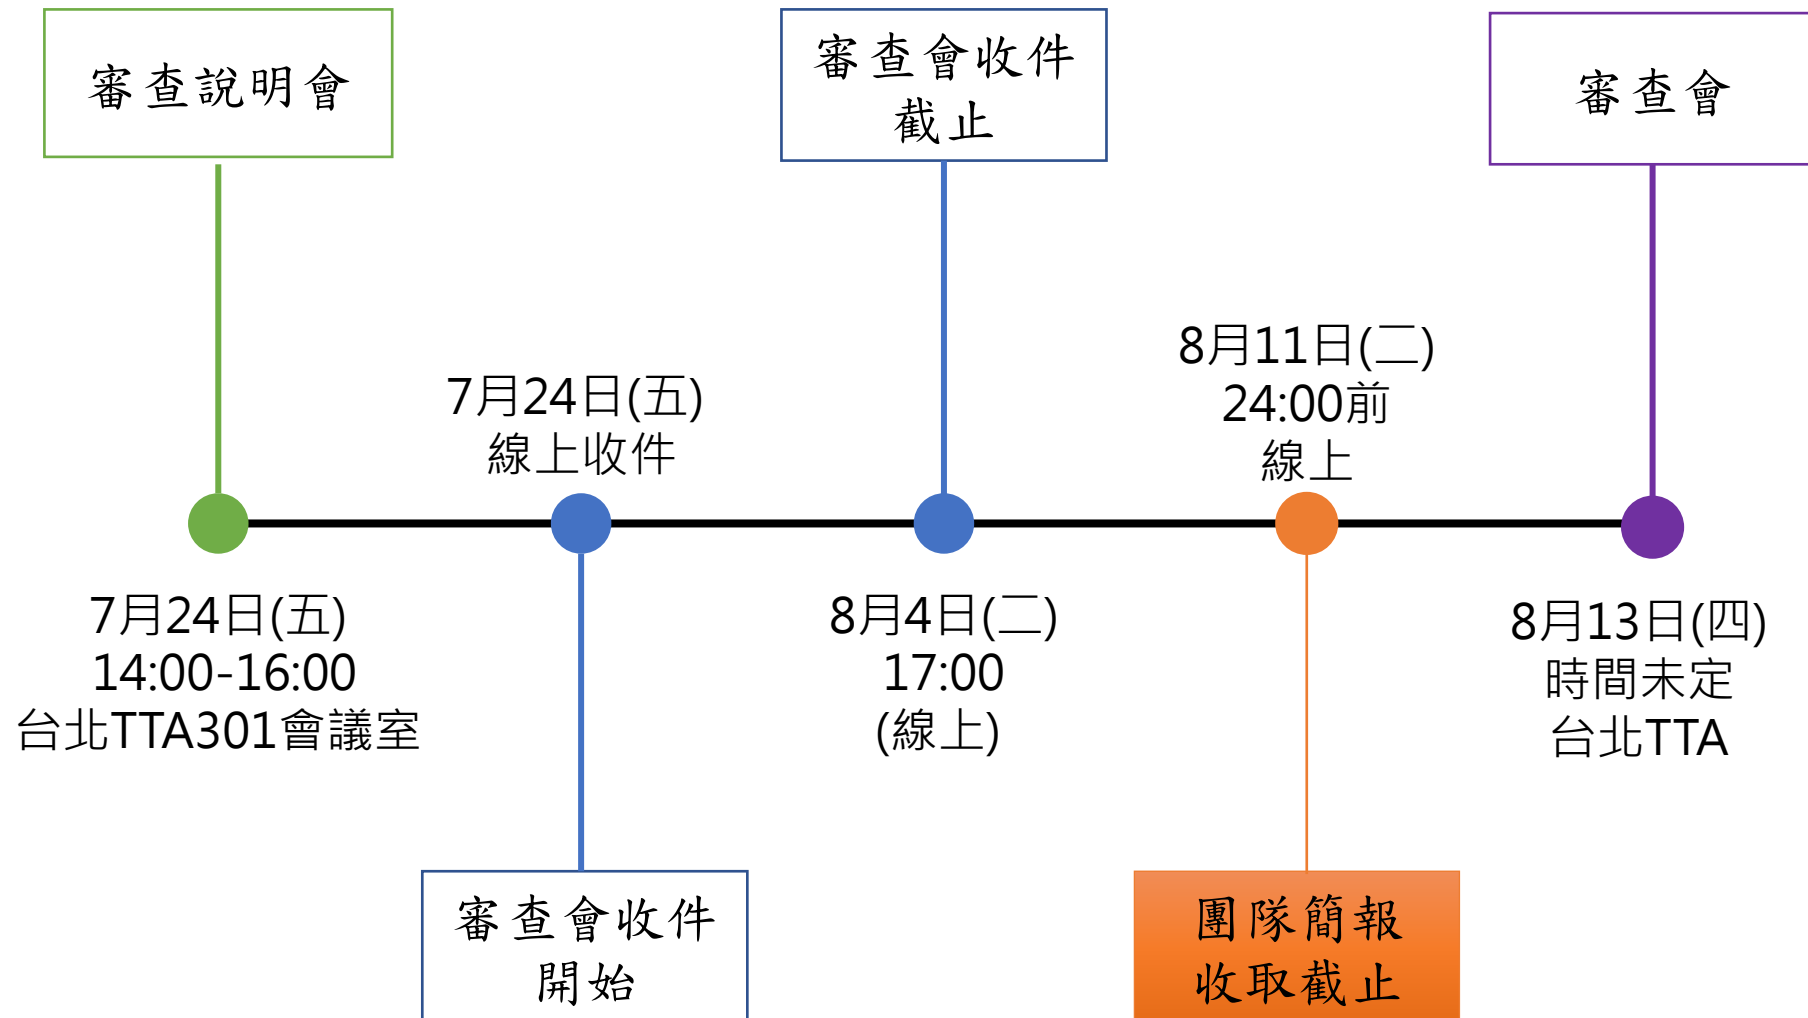 審查說明會
7月24日(五)
14:00-16:00
台北TTA301會議室
7月24日(五)
線上收件
審查會收件
開始
審查會收件
截止
8月4日(二)
17:00
(線上)
8月11日(二)
24:00前
線上
團隊簡報
收取截止
審查會
8月13日(四)
時間未定
台北TTA